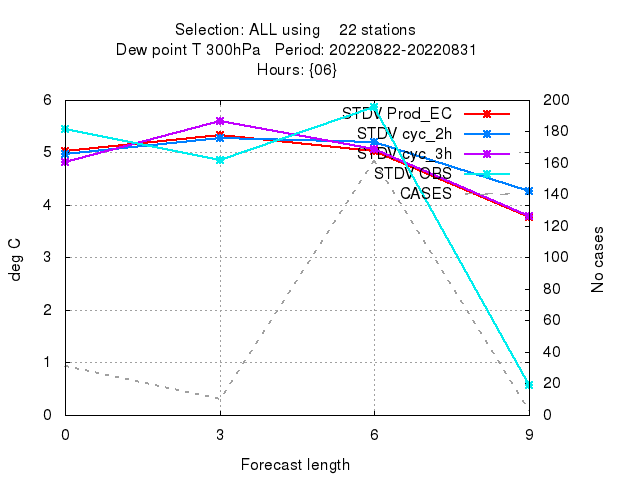 Selection: ALL using    22 stations
Dew point T 300hPa   Period: 20220822-20220831
Hours: {06}
STDV Prod_EC
STDV cyc_2h
STDV cyc_3h
STDV OBS
CASES
6
5
4
3
2
1
0
200
180
160
140
120
100
80
60
40
20
0
deg C
No cases
0
3
6
9
Forecast length